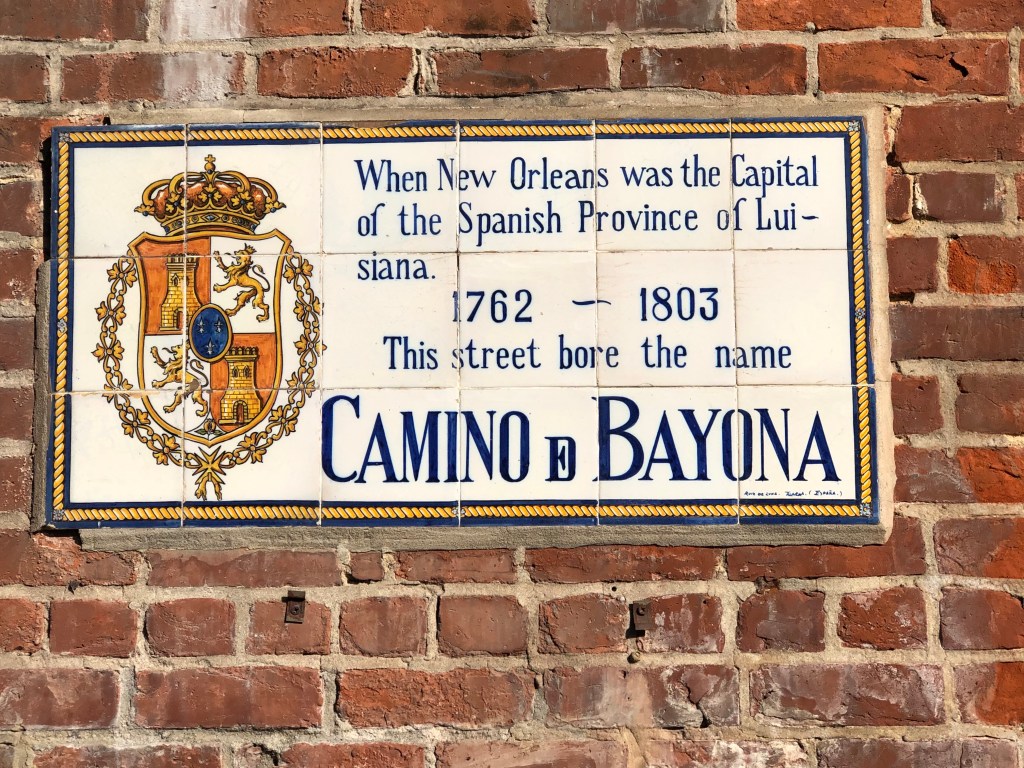 When New Orleans was the Capital
of the Spanish Province of Lui-
siana.
1762 - 1803
This street bore the name
CAMINO DE BAYONA